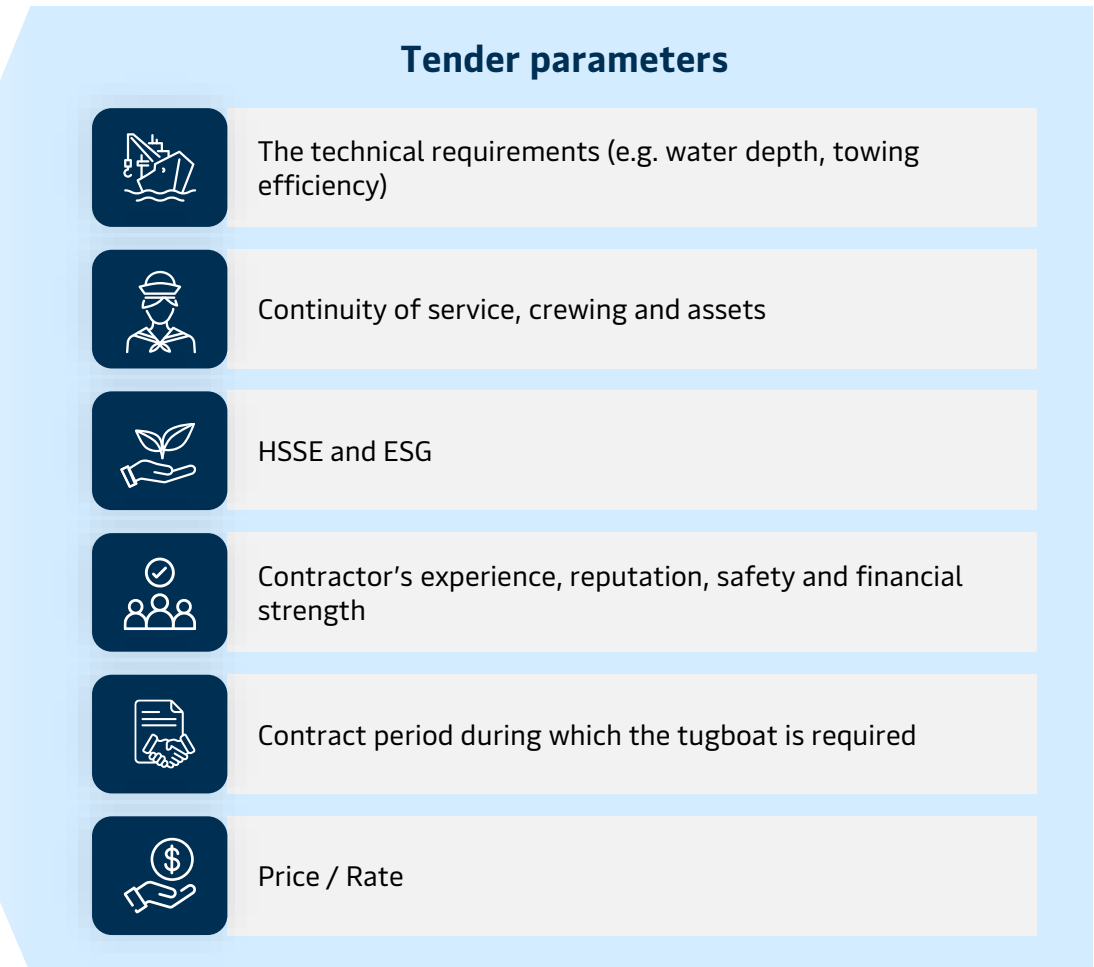 Tender parameters
The technical requirements (e.g. water depth, towing
efficiency)
Continuity of service, crewing and assets
HSSE and ESG
Contractor’s experience, reputation, safety and financial
strength
Contract period during which the tugboat is required
$
Price / Rate